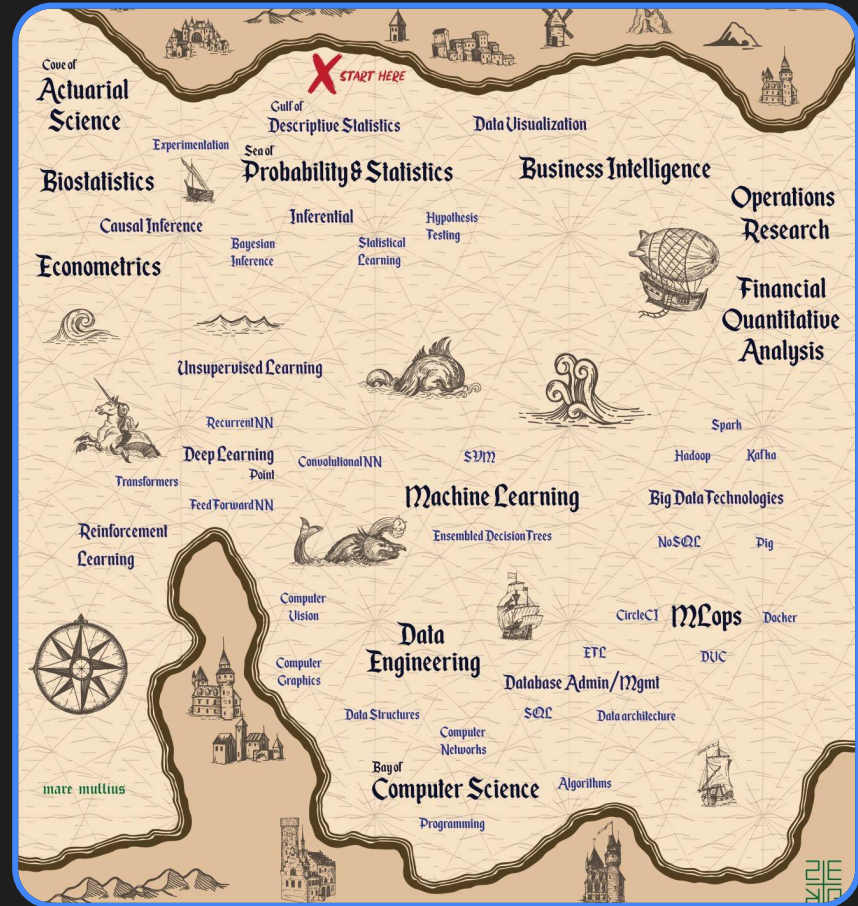 START HERE
Cove of
Actuarial
Science
Gulf of
Descriptive Statistics
Data Visualization
Experimentation
Sea of
Probability & Statistics
Business Intelligence
Biostatistics
Operations
Research
Causal Inference
Inferential
Hypothesis
Testing
Bayesian
Inference
Statistical
Learning
Econometrics
Financial
Quantitative
Analysis
Unsupervised Learning
Recurrent NN
Spark
Deep Learning
Point
Convolutional NN
SVM
Hadoop
Kafka
Transformers
Feed Forward NN
Machine Learning
Big Data Technologies
Reinforcement
Learning
Ensembled Decision Trees
NoSQL
Pig
Computer
Vision
CircleCI
MLops
Docker
Data
Engineering
ETL
DVC
Computer
Graphics
Database Admin/Mgmt
Data Structures
SQL
Data architecture
Computer
Networks
Bay of
Computer Science
Algorithms
mare mullius
Programming